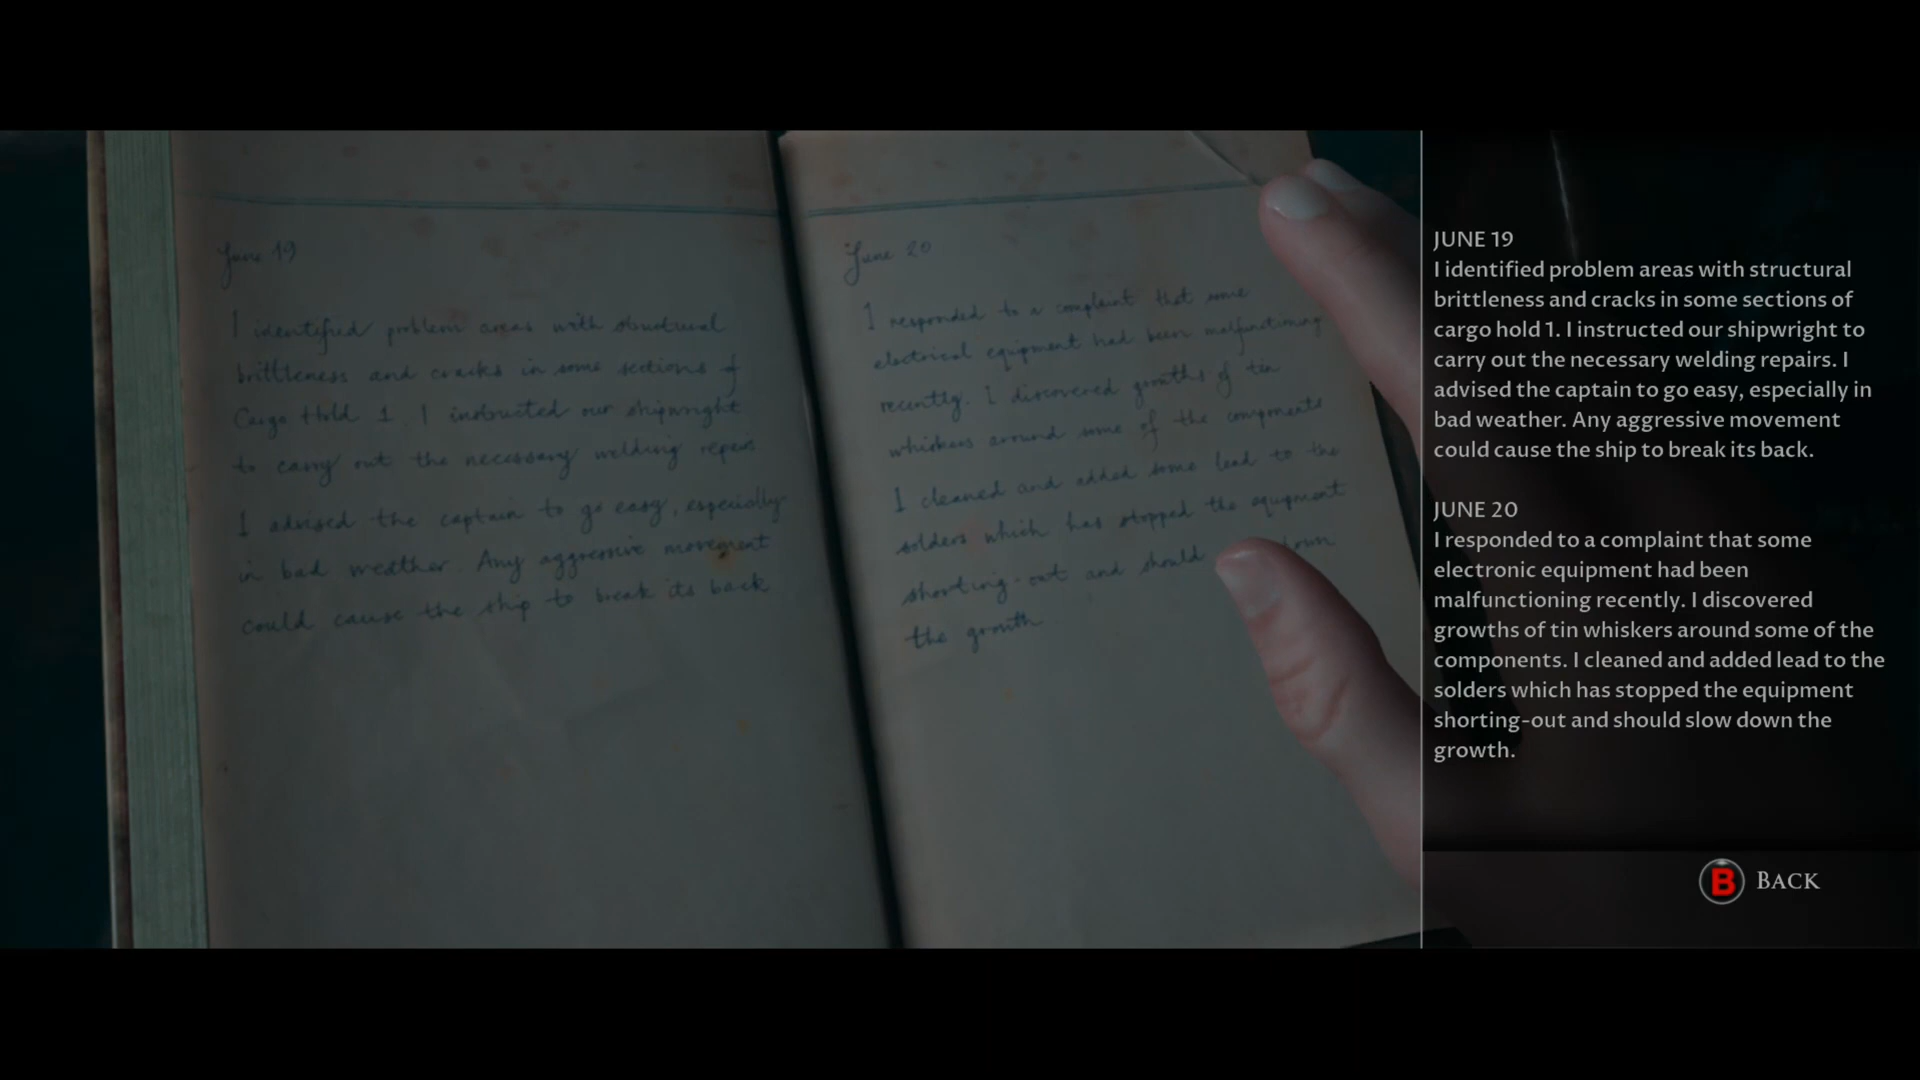 June 19
I identified problem areas with structural
brittleness and cracks in some sections of
Cargo Hold 1. I instructed our shipwright
to carry out the necessary welding repairs
I advised the captain to go easy, especially
in bad weather. Any aggressive movement
could cause the ship to break its back
June 20
I responded to a complaint that some
electrical equipment had been malfunctioning
recently. I discovered growths of tin
whiskers around some of the components
I cleaned and added some lead to the
solders which has stopped the equipment
shorting-out and should down
the growth
JUNE 19
I identified problem areas with structural
brittleness and cracks in some sections of
cargo hold 1. I instructed our shipwright to
carry out the necessary welding repairs. I
advised the captain to go easy, especially in
bad weather. Any aggressive movement
could cause the ship to break its back.
JUNE 20
I responded to a complaint that some
electronic equipment had been
malfunctioning recently. I discovered
growths of tin whiskers around some of the
components. I cleaned and added lead to the
solders which has stopped the equipment
shorting-out and should slow down the
growth.
B BACK